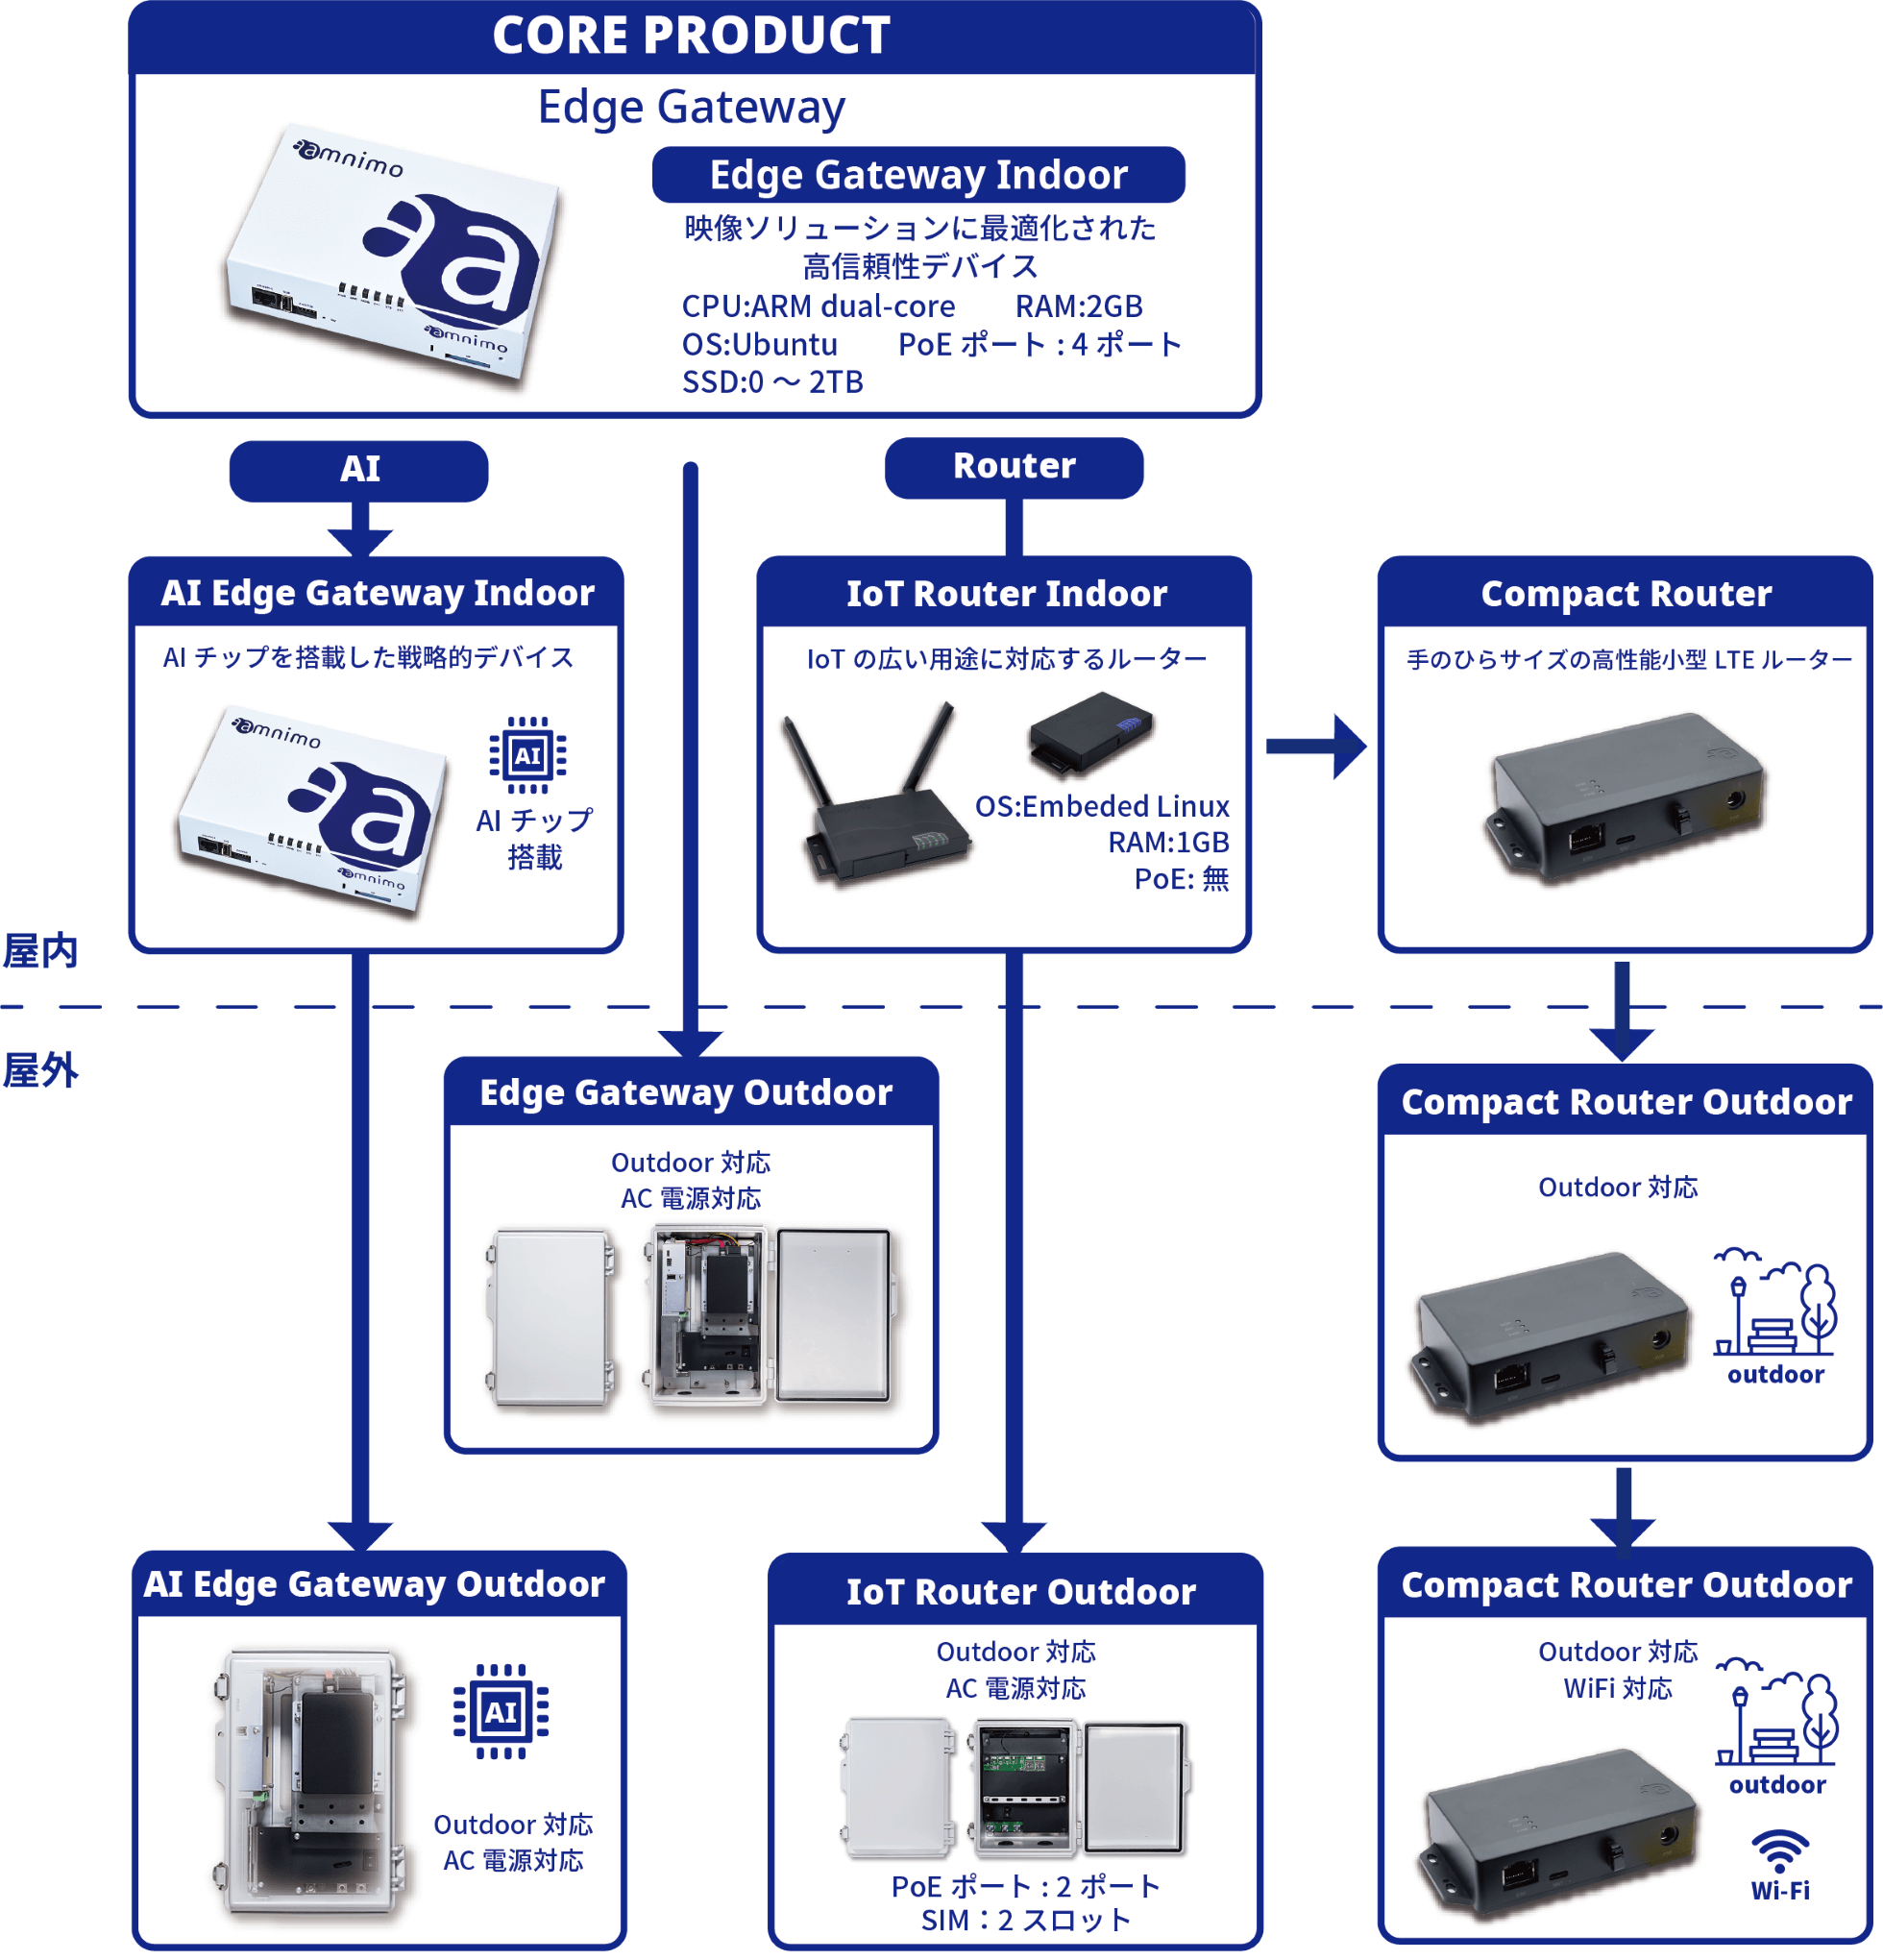 CORE PRODUCT
Edge Gateway
amnimo
a
amnimo
Edge Gateway Indoor
映像ソリューションに最適化された
高信頼性デバイス
CPU:ARM dual-core RAM:2GB
OS:Ubuntu PoE ポート : 4 ポート
SSD:0 ～ 2TB
AI
Router
AI Edge Gateway Indoor
AI チップを搭載した戦略的デバイス
amnimo
a
amnimo
AI
AI チップ
搭載
IoT Router Indoor
IoT の広い用途に対応するルーター
OS:Embeded Linux
RAM:1GB
PoE: 無
Compact Router
手のひらサイズの高性能小型 LTE ルーター
屋内
屋外
Edge Gateway Outdoor
Outdoor 対応
AC 電源対応
Compact Router Outdoor
Outdoor 対応
outdoor
AI Edge Gateway Outdoor
AI
Outdoor 対応
AC 電源対応
IoT Router Outdoor
Outdoor 対応
AC 電源対応
PoE ポート : 2 ポート
SIM：2 スロット
Compact Router Outdoor
Outdoor 対応
WiFi 対応
outdoor
Wi-Fi